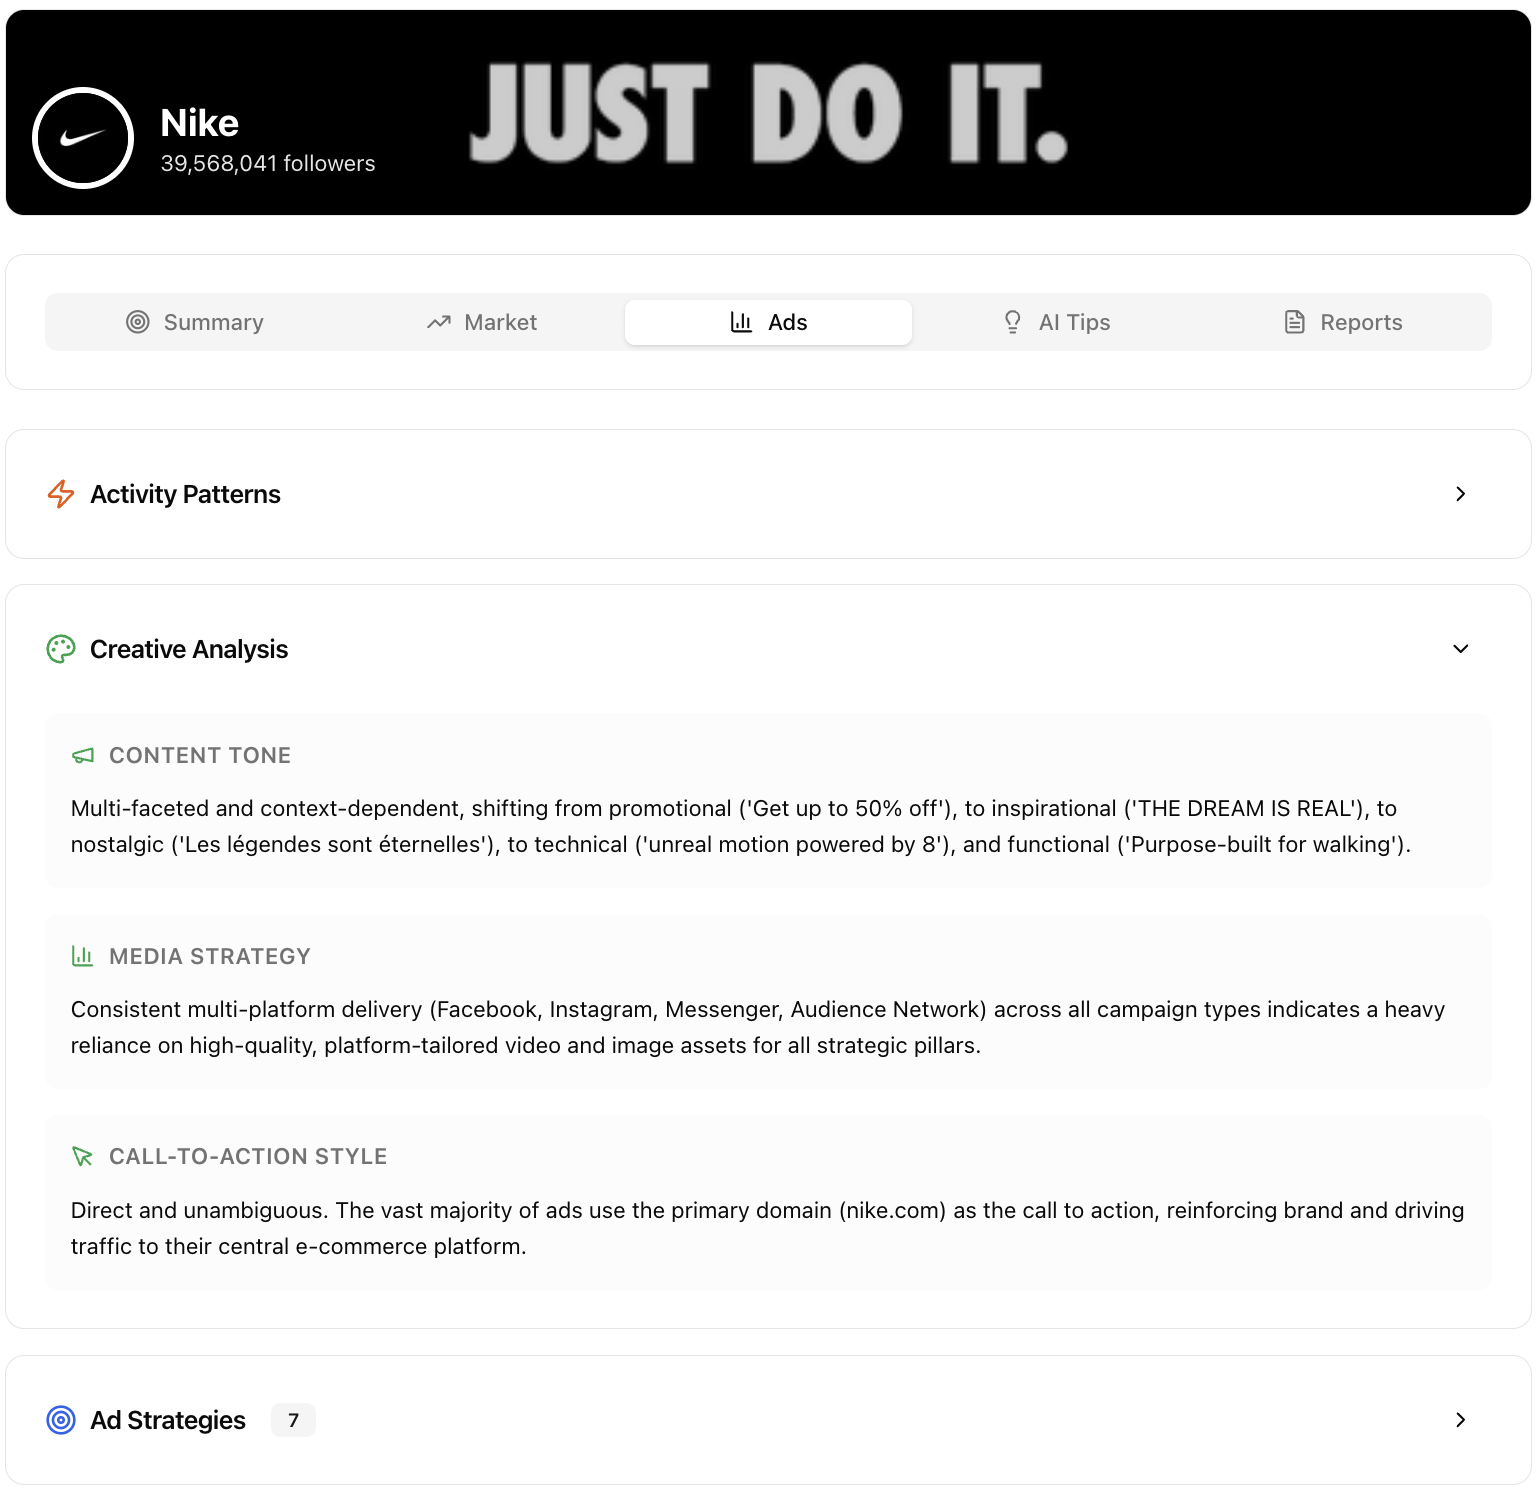 JUST DO IT.
Nike
39,568,041 followers
Summary
Market
Ads
AI Tips
Reports
Activity Patterns
Creative Analysis
CONTENT TONE
Multi-faceted and context-dependent, shifting from promotional ('Get up to 50% off'), to inspirational ('THE DREAM IS REAL'), to
nostalgic ('Les légendes sont éternelles'), to technical ('unreal motion powered by 8'), and functional ('Purpose-built for walking').
MEDIA STRATEGY
Consistent multi-platform delivery (Facebook, Instagram, Messenger, Audience Network) across all campaign types indicates a heavy
reliance on high-quality, platform-tailored video and image assets for all strategic pillars.
CALL-TO-ACTION STYLE
Direct and unambiguous. The vast majority of ads use the primary domain (nike.com) as the call to action, reinforcing brand and driving
traffic to their central e-commerce platform.
Ad Strategies 7